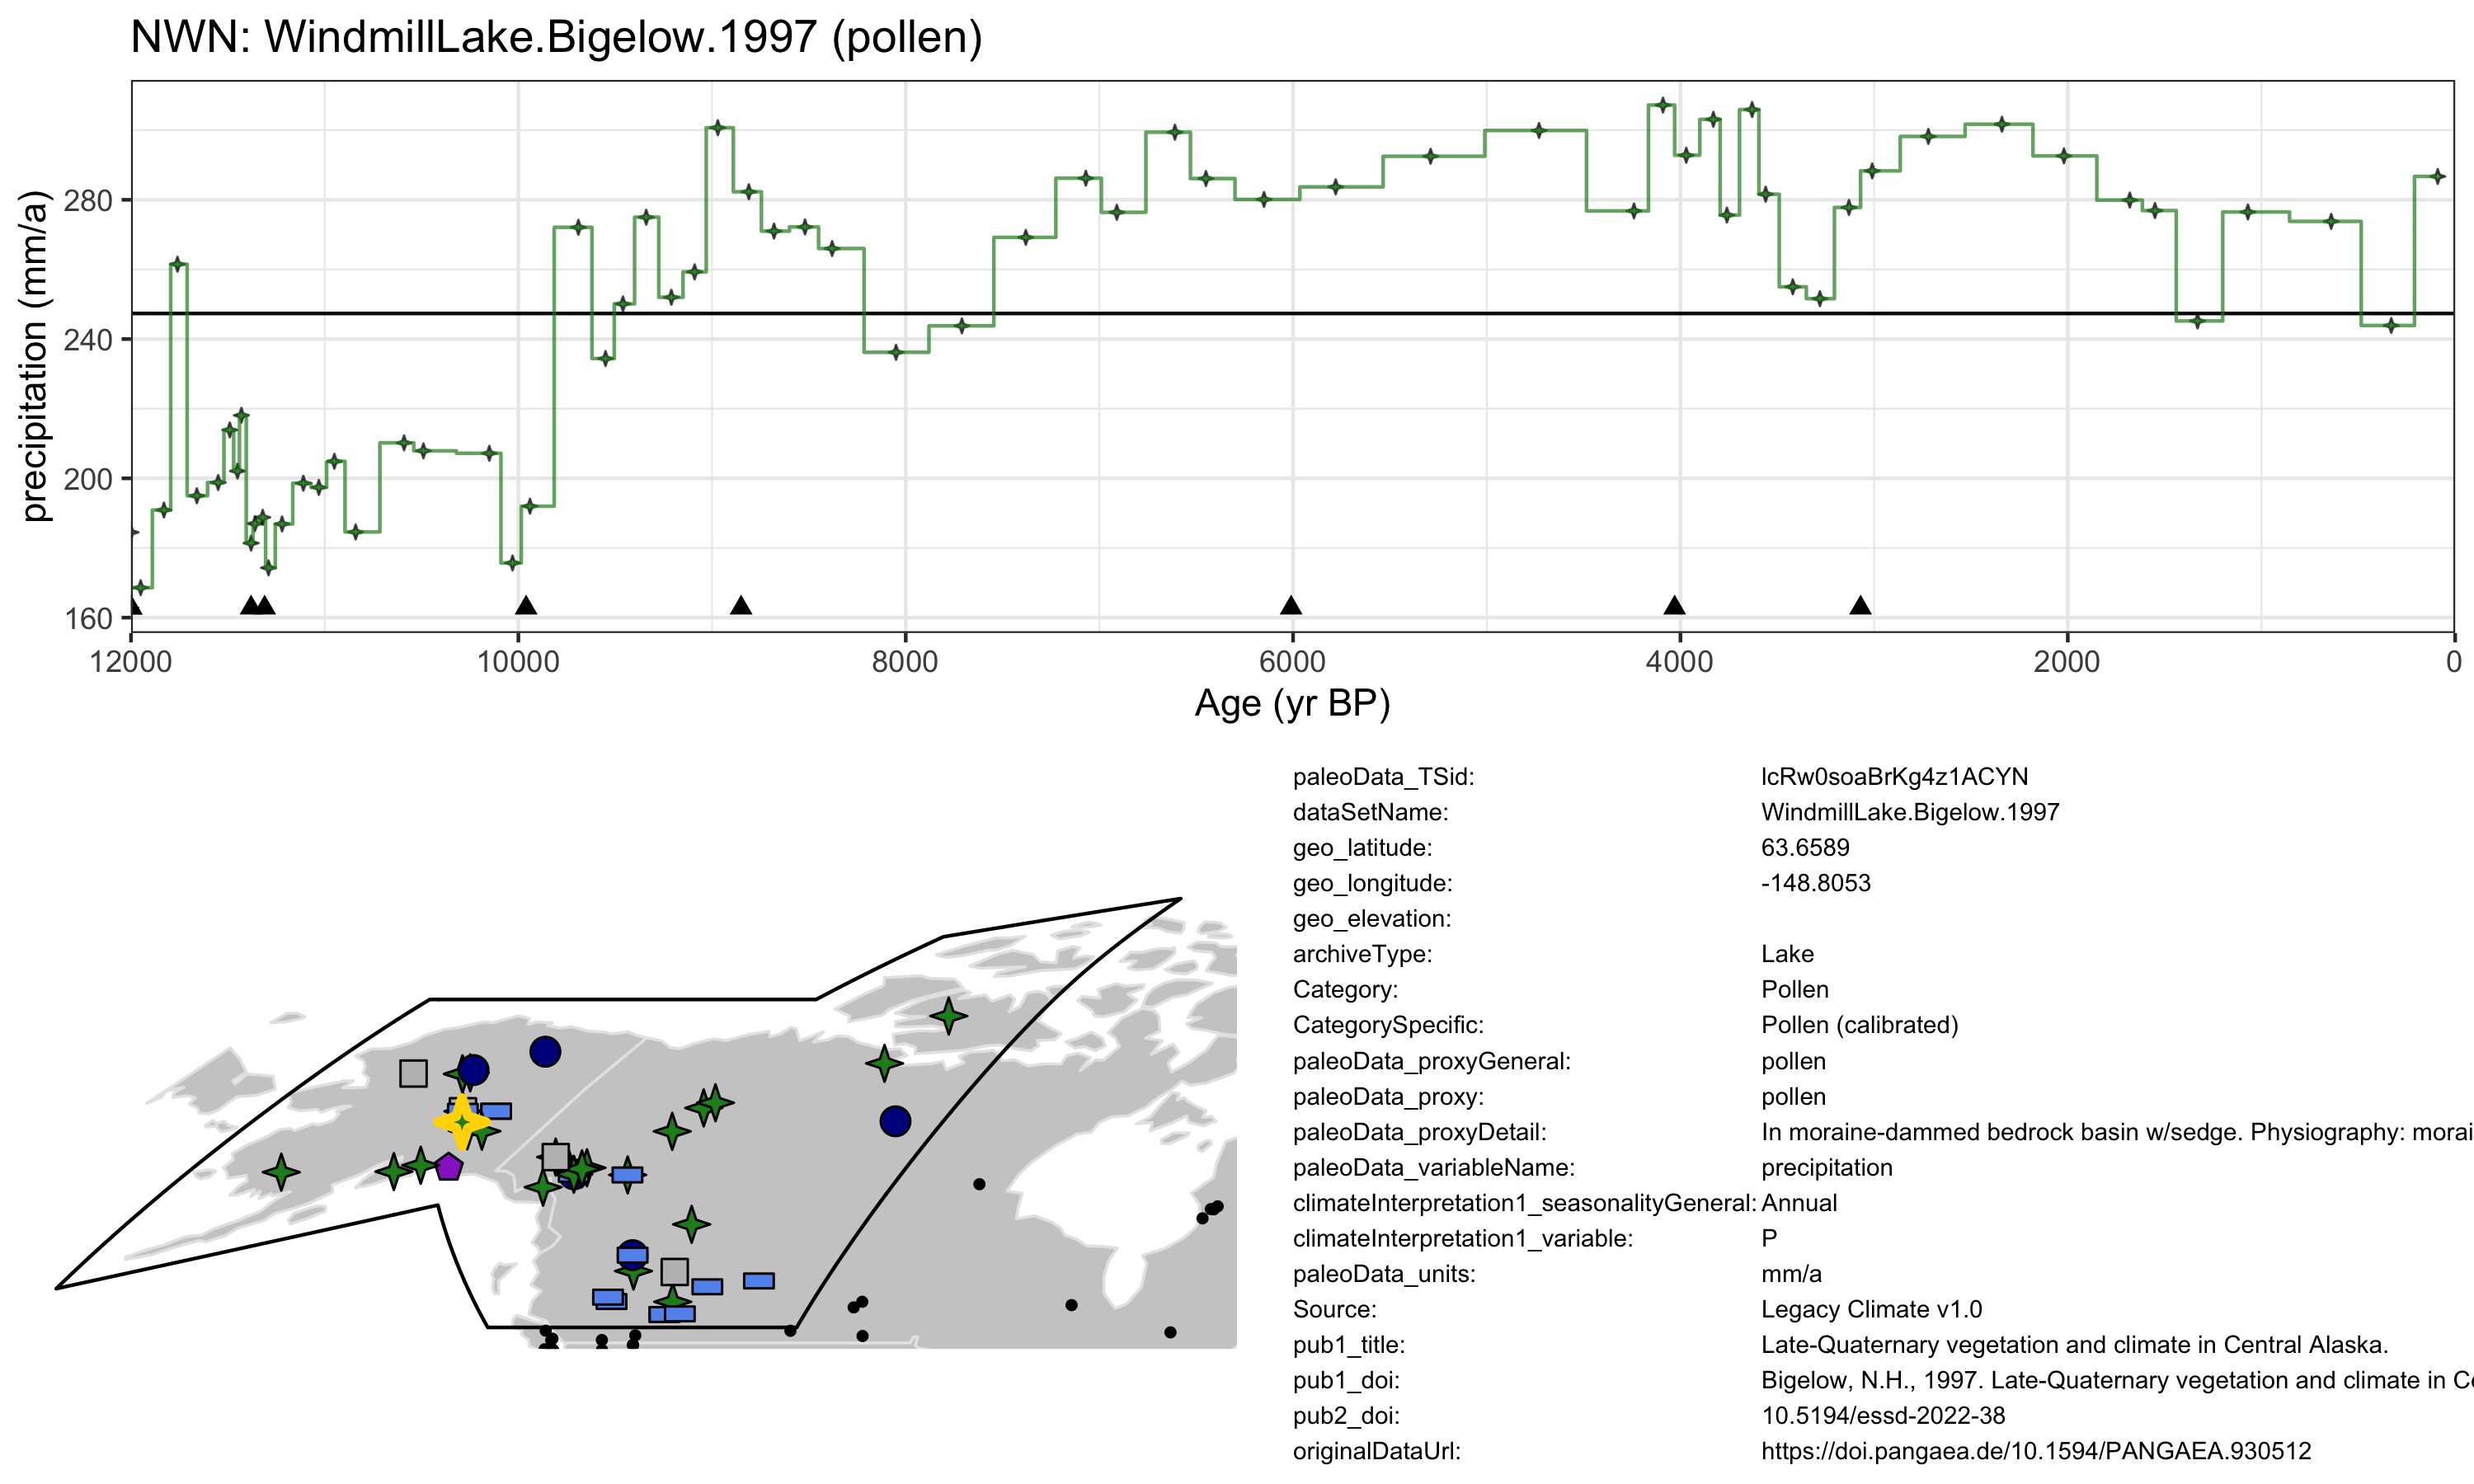 NWN: WindmillLake.Bigelow.1997 (pollen)
precipitation (mm/a)
280
240
200
160
12000 10000 8000 6000 4000 2000 0
Age (yr BP)
paleoData_TSid: lcRw0soaBrKg4z1ACYN
dataSetName: WindmillLake.Bigelow.1997
geo_latitude: 63.6589
geo_longitude: -148.8053
geo_elevation:
archiveType: Lake
Category: Pollen
CategorySpecific: Pollen (calibrated)
paleoData_proxyGeneral: pollen
paleoData_proxy: pollen
paleoData_proxyDetail: In moraine-dammed bedrock basin w/sedge. Physiography: morai
paleoData_variableName: precipitation
climateInterpretation1_seasonalityGeneral: Annual
climateInterpretation1_variable: P
paleoData_units: mm/a
Source: Legacy Climate v1.0
pub1_title: Late-Quaternary vegetation and climate in Central Alaska.
pub1_doi: Bigelow, N.H., 1997. Late-Quaternary vegetation and climate in Ce
pub2_doi: 10.5194/essd-2022-38
originalDataUrl: https://doi.pangaea.de/10.1594/PANGAEA.930512